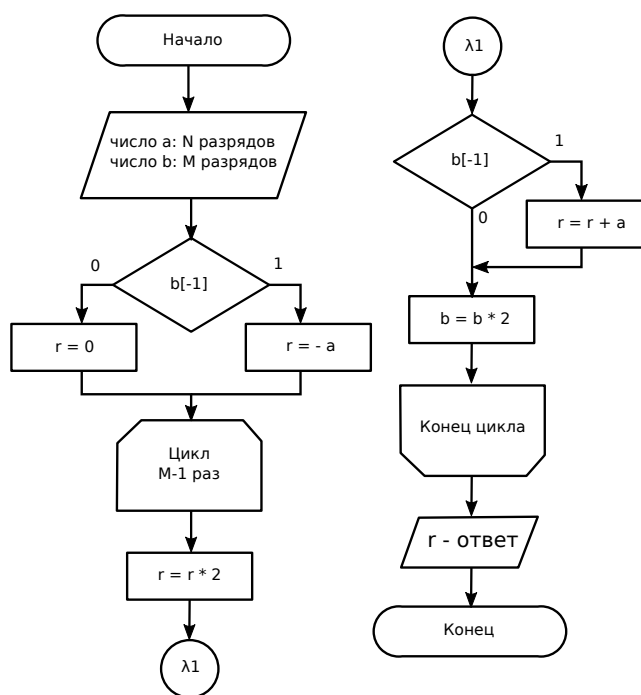 Начало
число a: N разрядов
число b: M разрядов
0
1
b[-1]
r = 0
r = - a
Цикл
M-1 раз
r = r * 2
λ1
λ1
b[-1]
1
0
r = r + a
b = b * 2
Конец цикла
r - ответ
Конец